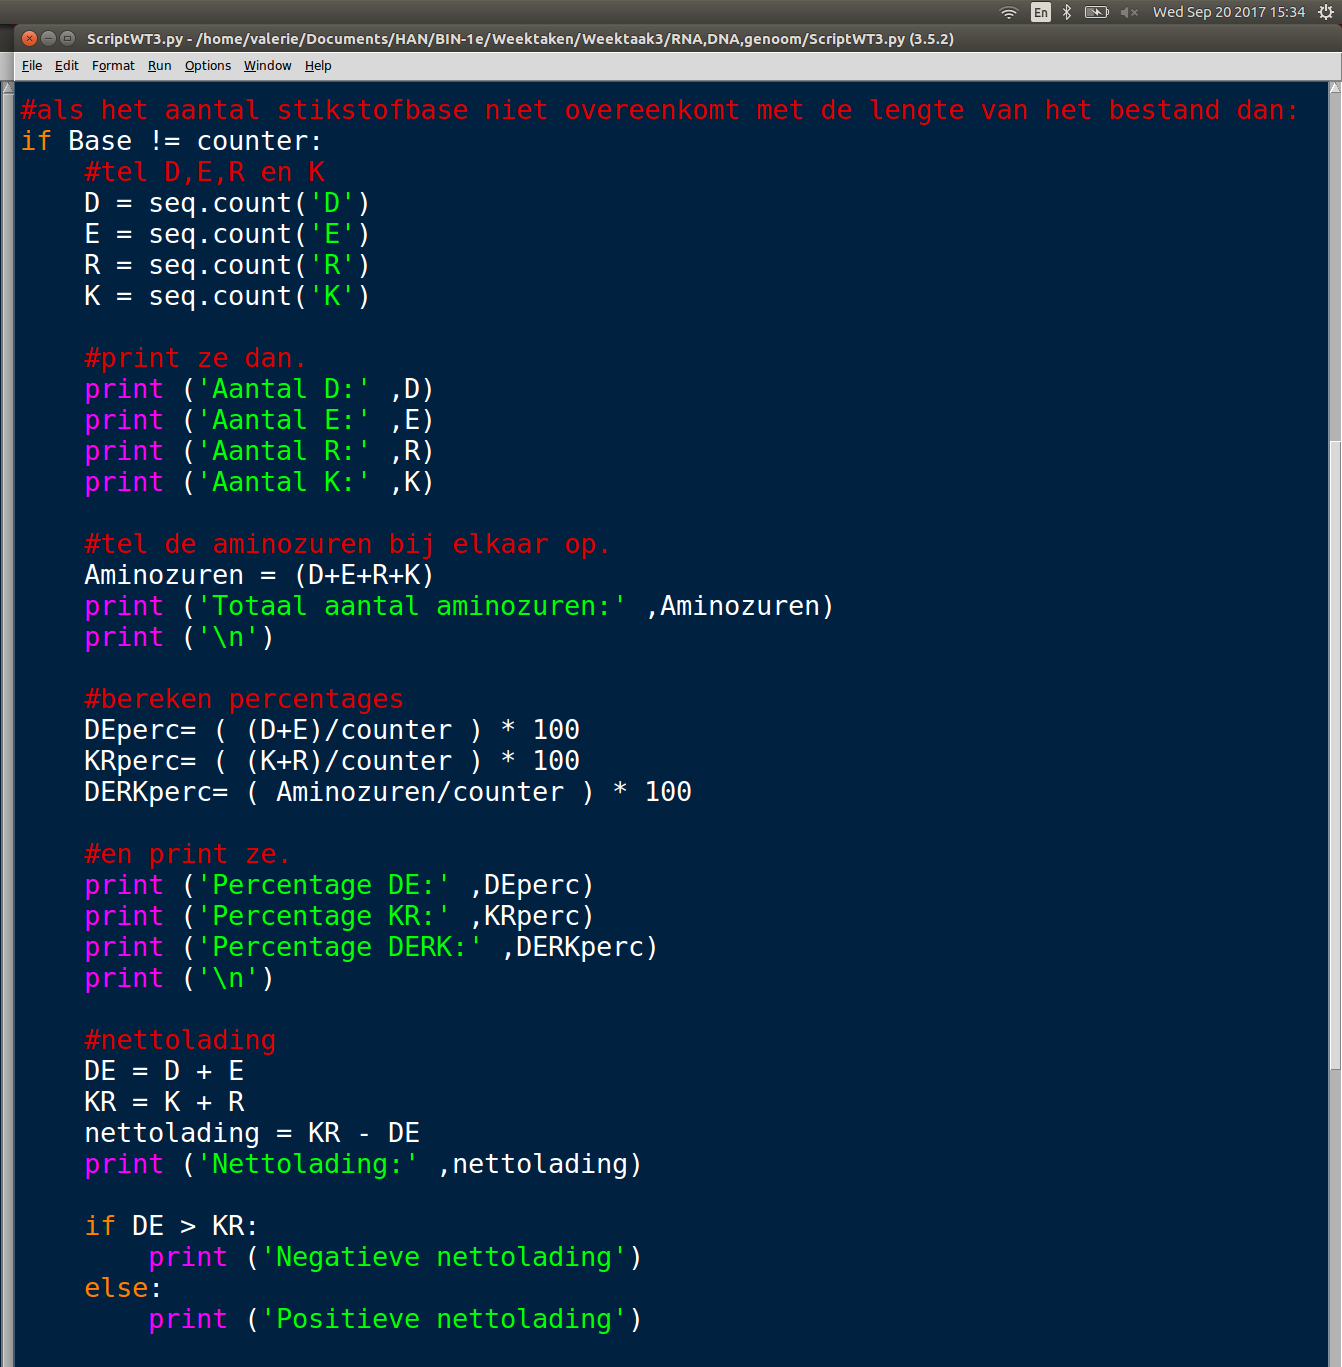 En Wed Sep 20 2017 15:34
ScriptWT3.py - /home/valerie/Documents/HAN/BIN-1e/Weektaken/Weektaak3/RNA,DNA,genoom/ScriptWT3.py (3.5.2)
File Edit Format Run Options Window Help
#als het aantal stikstofbase niet overeenkomt met de lengte van het bestand dan:
if Base != counter:
    #tel D,E,R en K
    D = seq.count('D')
    E = seq.count('E')
    R = seq.count('R')
    K = seq.count('K')

    #print ze dan.
    print ('Aantal D:' ,D)
    print ('Aantal E:' ,E)
    print ('Aantal R:' ,R)
    print ('Aantal K:' ,K)

    #tel de aminozuren bij elkaar op.
    Aminozuren = (D+E+R+K)
    print ('Totaal aantal aminozuren:' ,Aminozuren)
    print ('\n')

    #bereken percentages
    DEperc= ( (D+E)/counter ) * 100
    KRperc= ( (K+R)/counter ) * 100
    DERKperc= ( Aminozuren/counter ) * 100

    #en print ze.
    print ('Percentage DE:' ,DEperc)
    print ('Percentage KR:' ,KRperc)
    print ('Percentage DERK:' ,DERKperc)
    print ('\n')

    #nettolading
    DE = D + E
    KR = K + R
    nettolading = KR - DE
    print ('Nettolading:' ,nettolading)

    if DE > KR:
        print ('Negatieve nettolading')
    else:
        print ('Positieve nettolading')